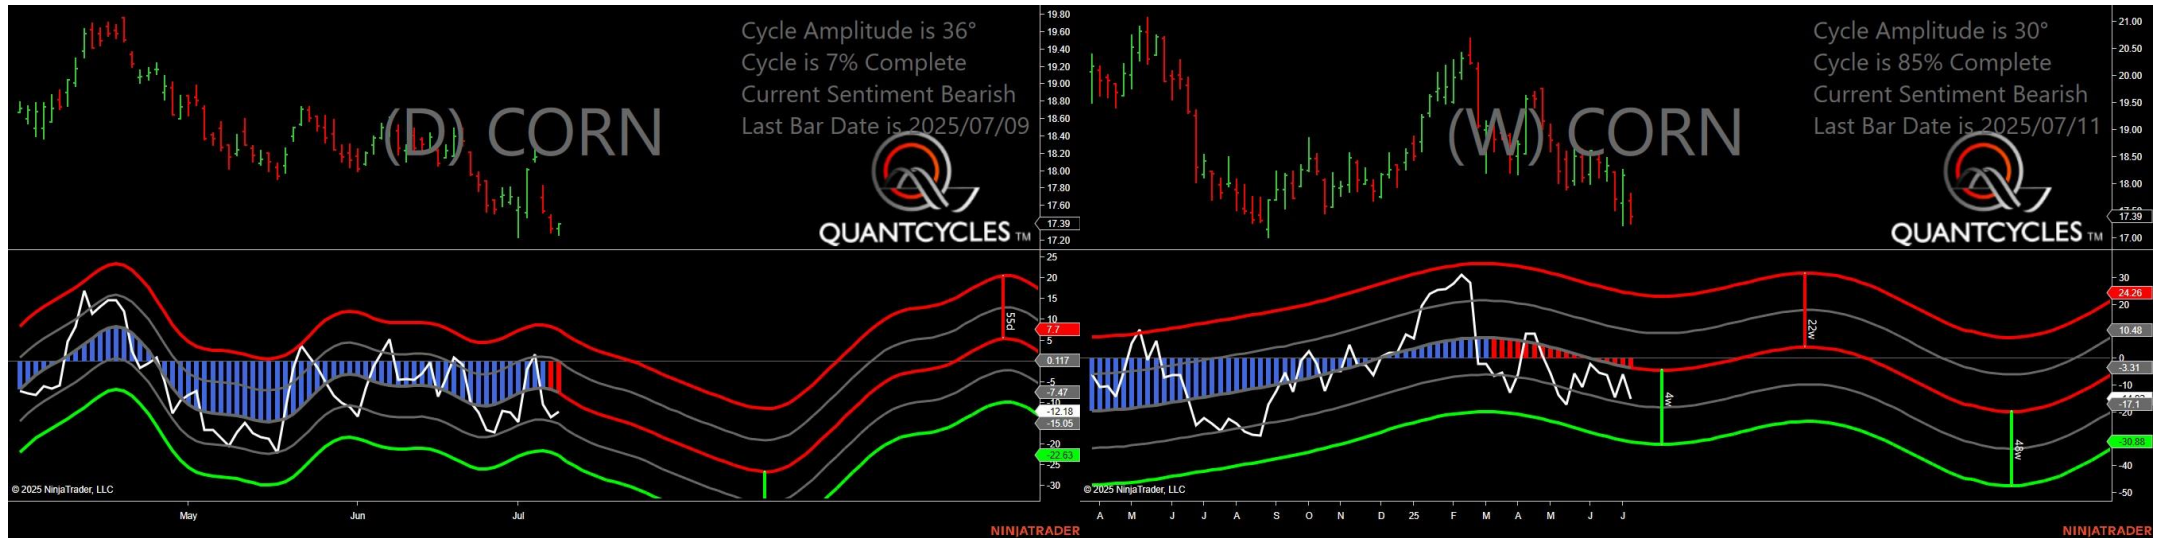 Cycle Amplitude is 36°
Cycle is 7% Complete
Current Sentiment Bearish
Last Bar Date is 2025/07/09
(D) CORN
QUANTCYCLES TM
19.80
19.60
19.40
19.20
19.00
18.80
18.60
18.40
18.20
18.00
17.80
17.60
17.39
17.20
25
20
15
10
7.7
5
0.117
-5
-7.47
-10
-12.18
-15.05
-20
-22.63
-25
-30
55d
© 2025 NinjaTrader, LLC
May Jun Jul
NINJATRADER
Cycle Amplitude is 30°
Cycle is 85% Complete
Current Sentiment Bearish
Last Bar Date is 2025/07/11
(W) CORN
QUANTCYCLES TM
21.00
20.50
20.00
19.50
19.00
18.50
18.00
17.39
17.00
30
24.26
20
10.48
0
-3.31
-10
-17.1
-20
-30.88
-40
-50
4w
22w
48w
© 2025 NinjaTrader, LLC
A M J J A S O N D 25 F M A M J J
NINJATRADER